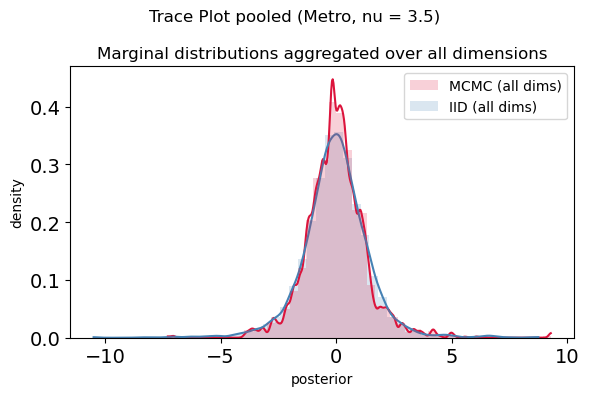 Trace Plot pooled (Metro, nu = 3.5)
Marginal distributions aggregated over all dimensions
MCMC (all dims)
IID (all dims)
density
0.4
0.3
0.2
0.1
0.0
−10
−5
0
5
10
posterior